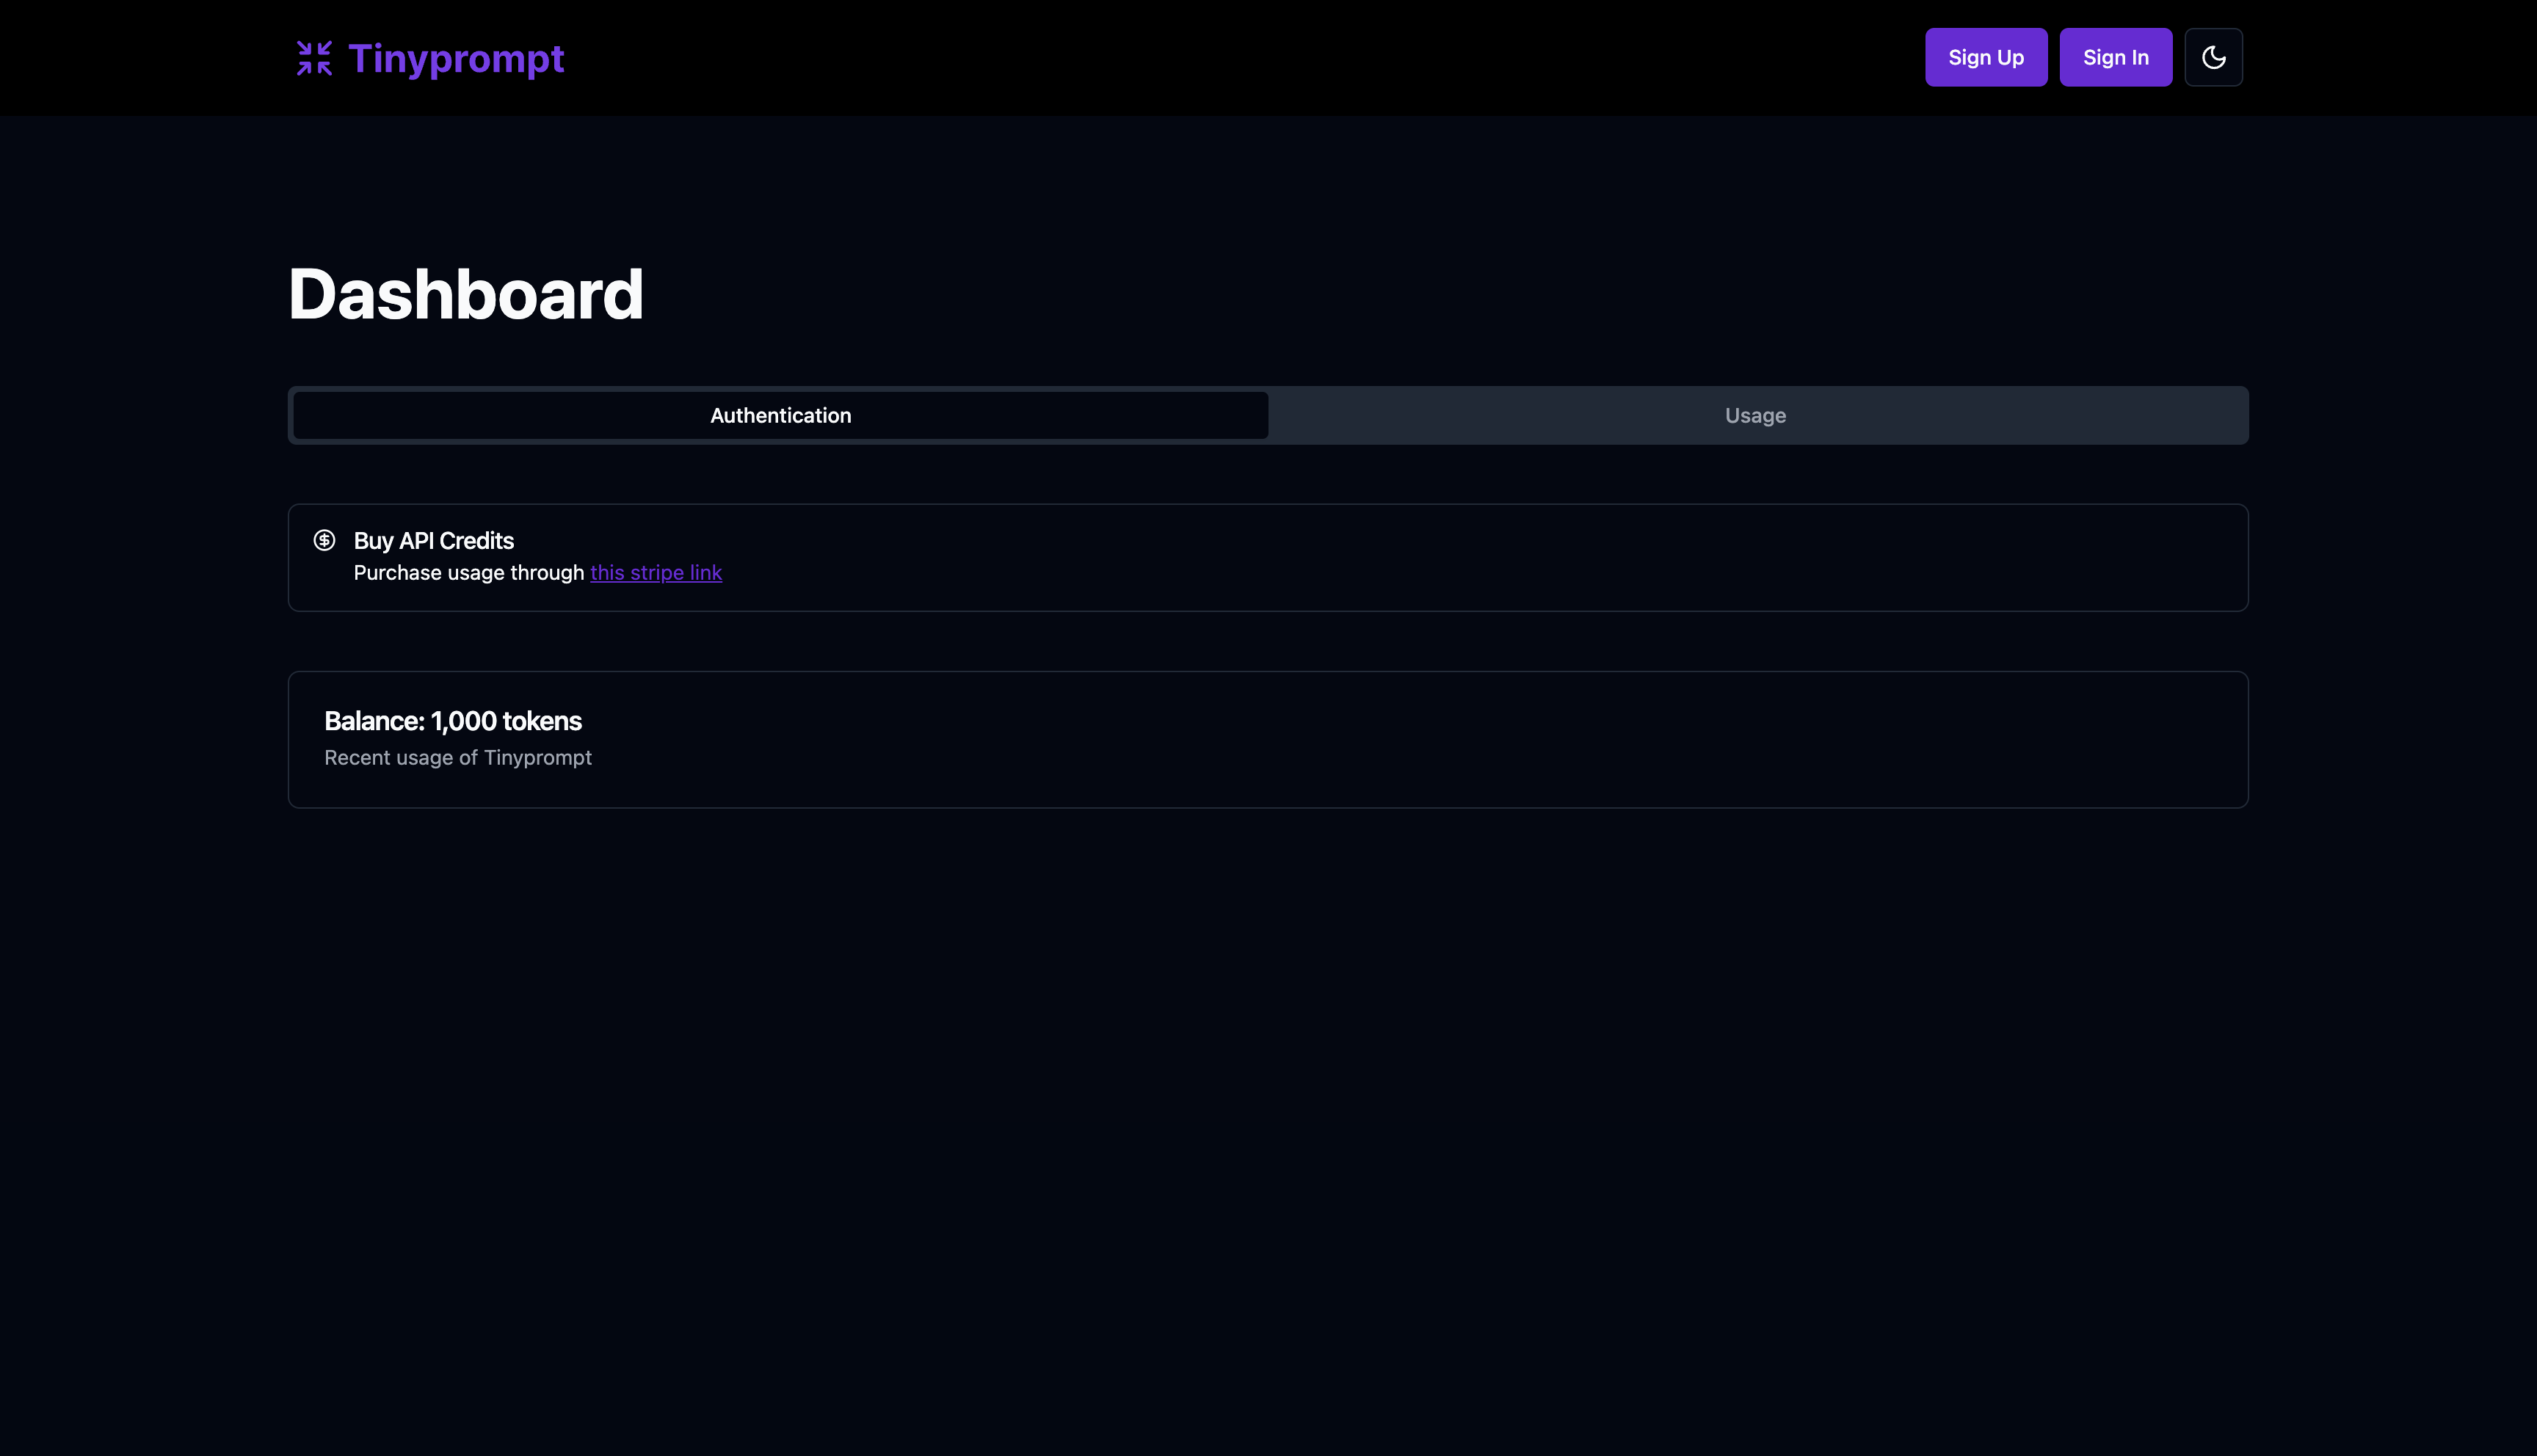 Tinyprompt
Sign Up
Sign In
Dashboard
Authentication
Usage
Buy API Credits
Purchase usage through this stripe link
Balance: 1,000 tokens
Recent usage of Tinyprompt